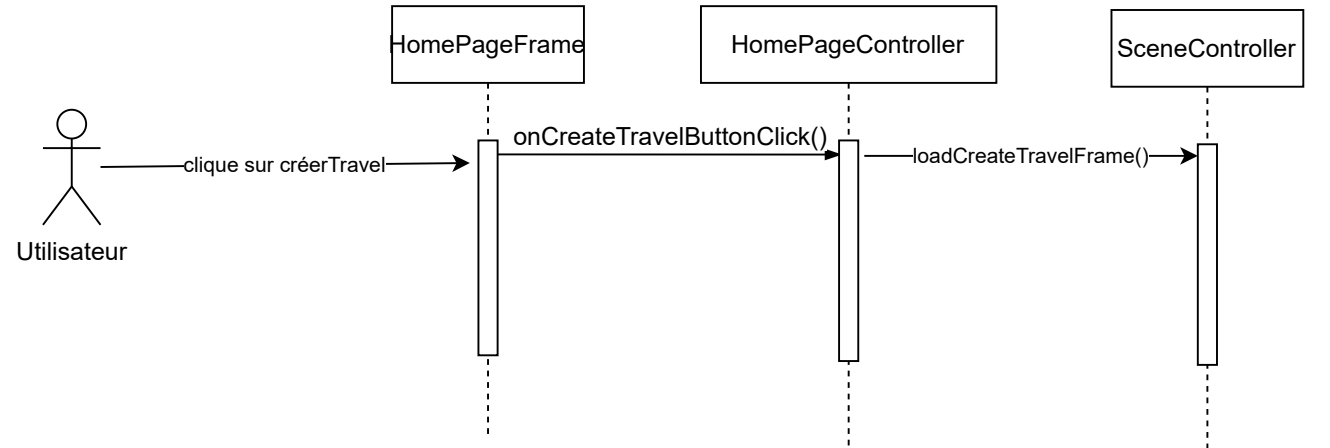 HomePageFrame
HomePageController
SceneController
onCreateTravelButtonClick()
clique sur créerTravel
loadCreateTravelFrame()
Utilisateur